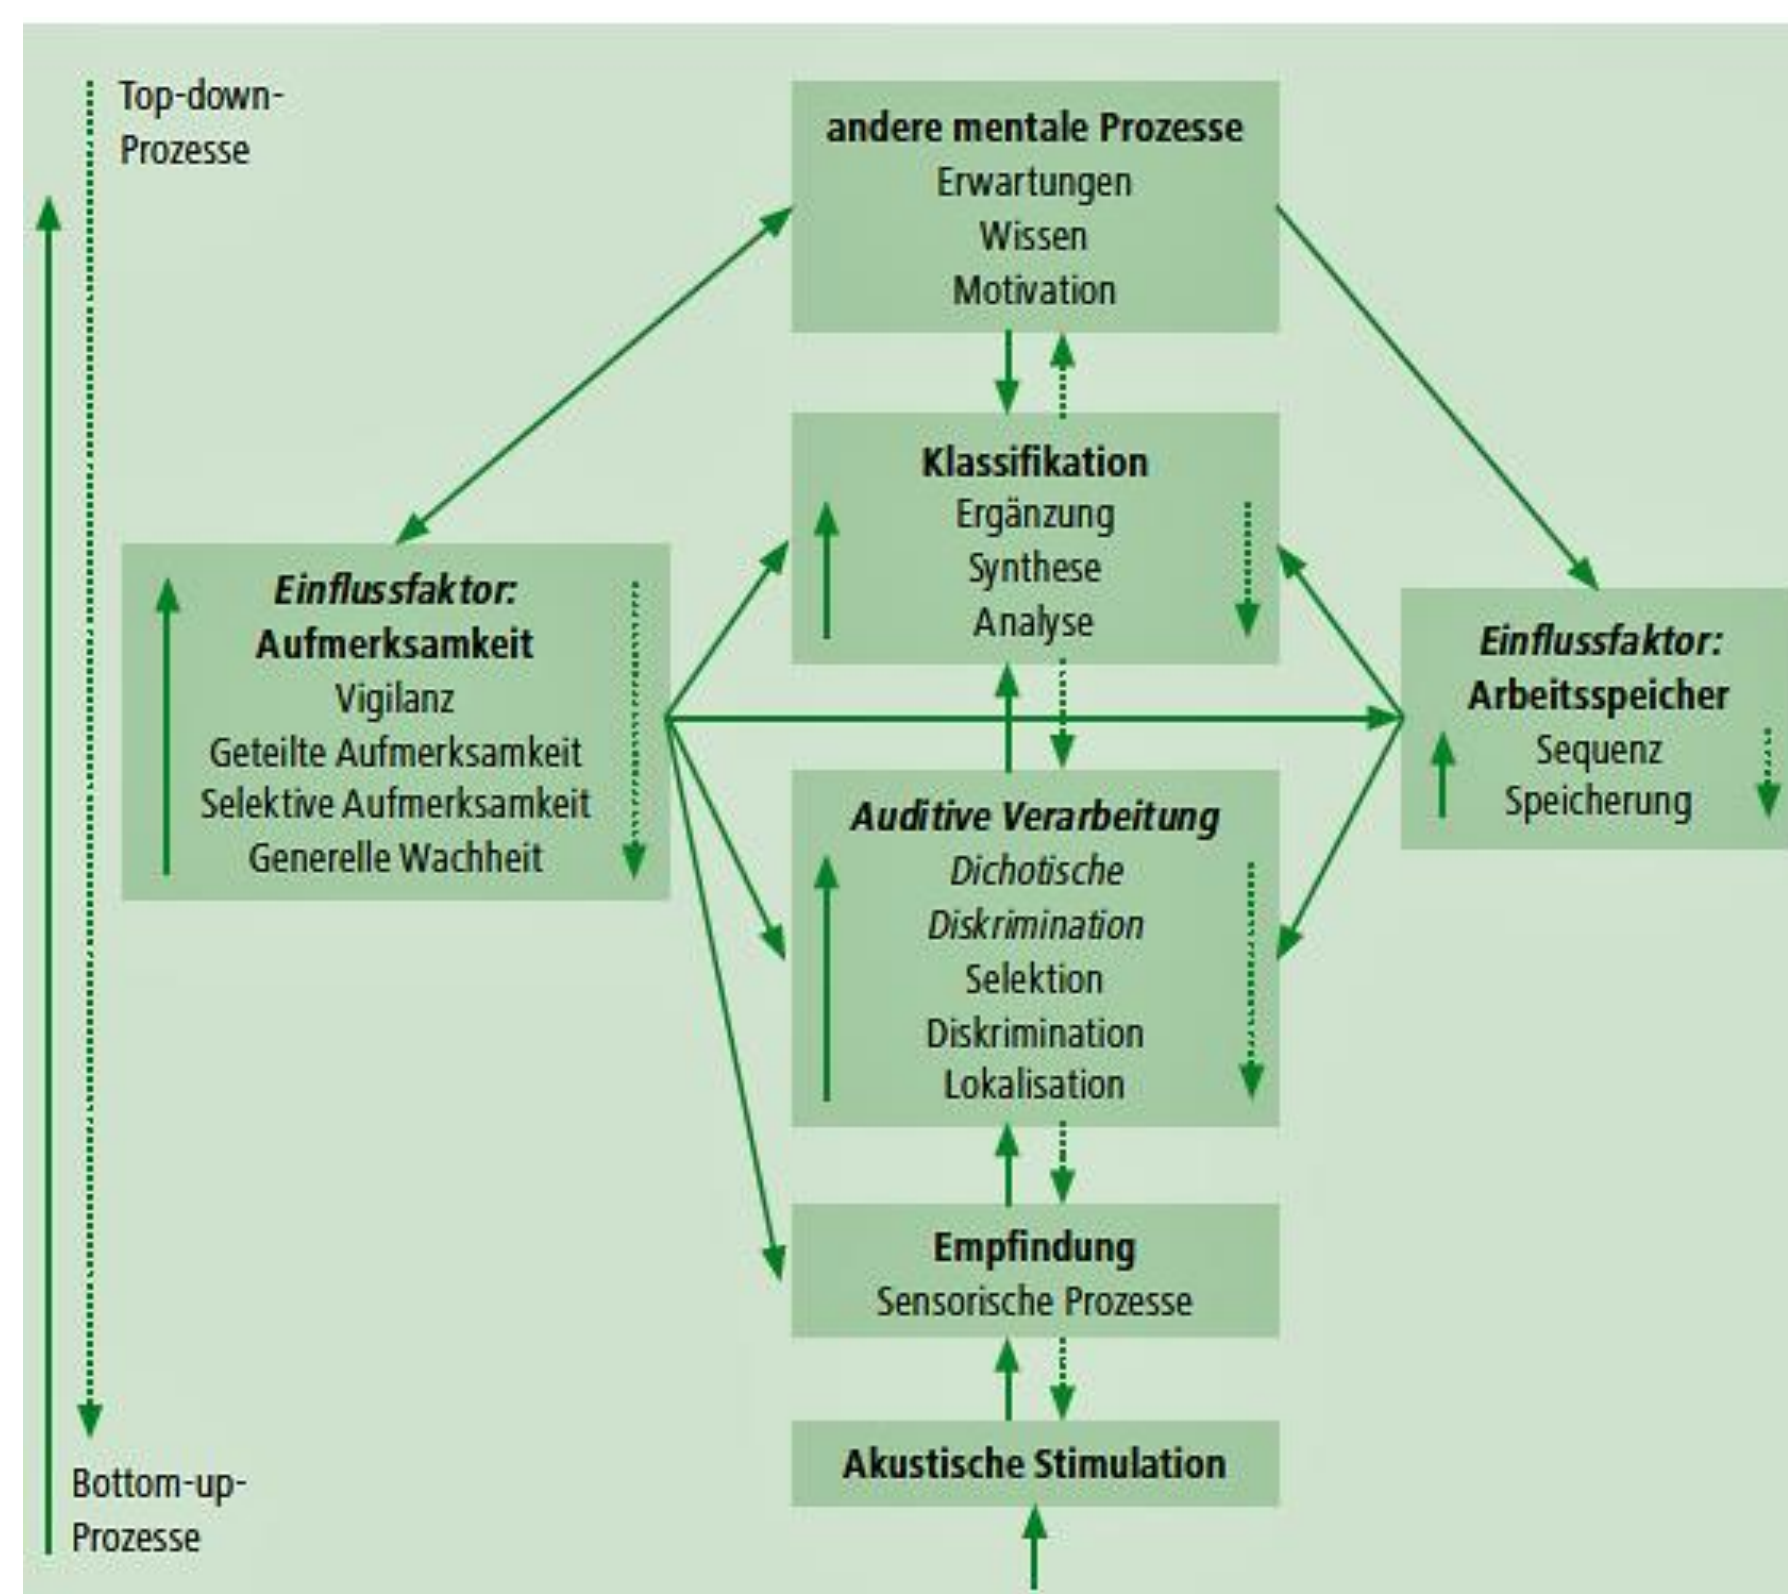 Top-down-
Prozesse
andere mentale Prozesse
Erwartungen
Wissen
Motivation
Klassifikation
Ergänzung
Synthese
Analyse
Einflussfaktor:
Aufmerksamkeit
Vigilanz
Geteilte Aufmerksamkeit
Selektive Aufmerksamkeit
Generelle Wachheit
Einflussfaktor:
Arbeitsspeicher
Sequenz
Speicherung
Auditive Verarbeitung
Dichotische
Diskrimination
Selektion
Diskrimination
Lokalisation
Empfindung
Sensorische Prozesse
Akustische Stimulation
Bottom-up-
Prozesse